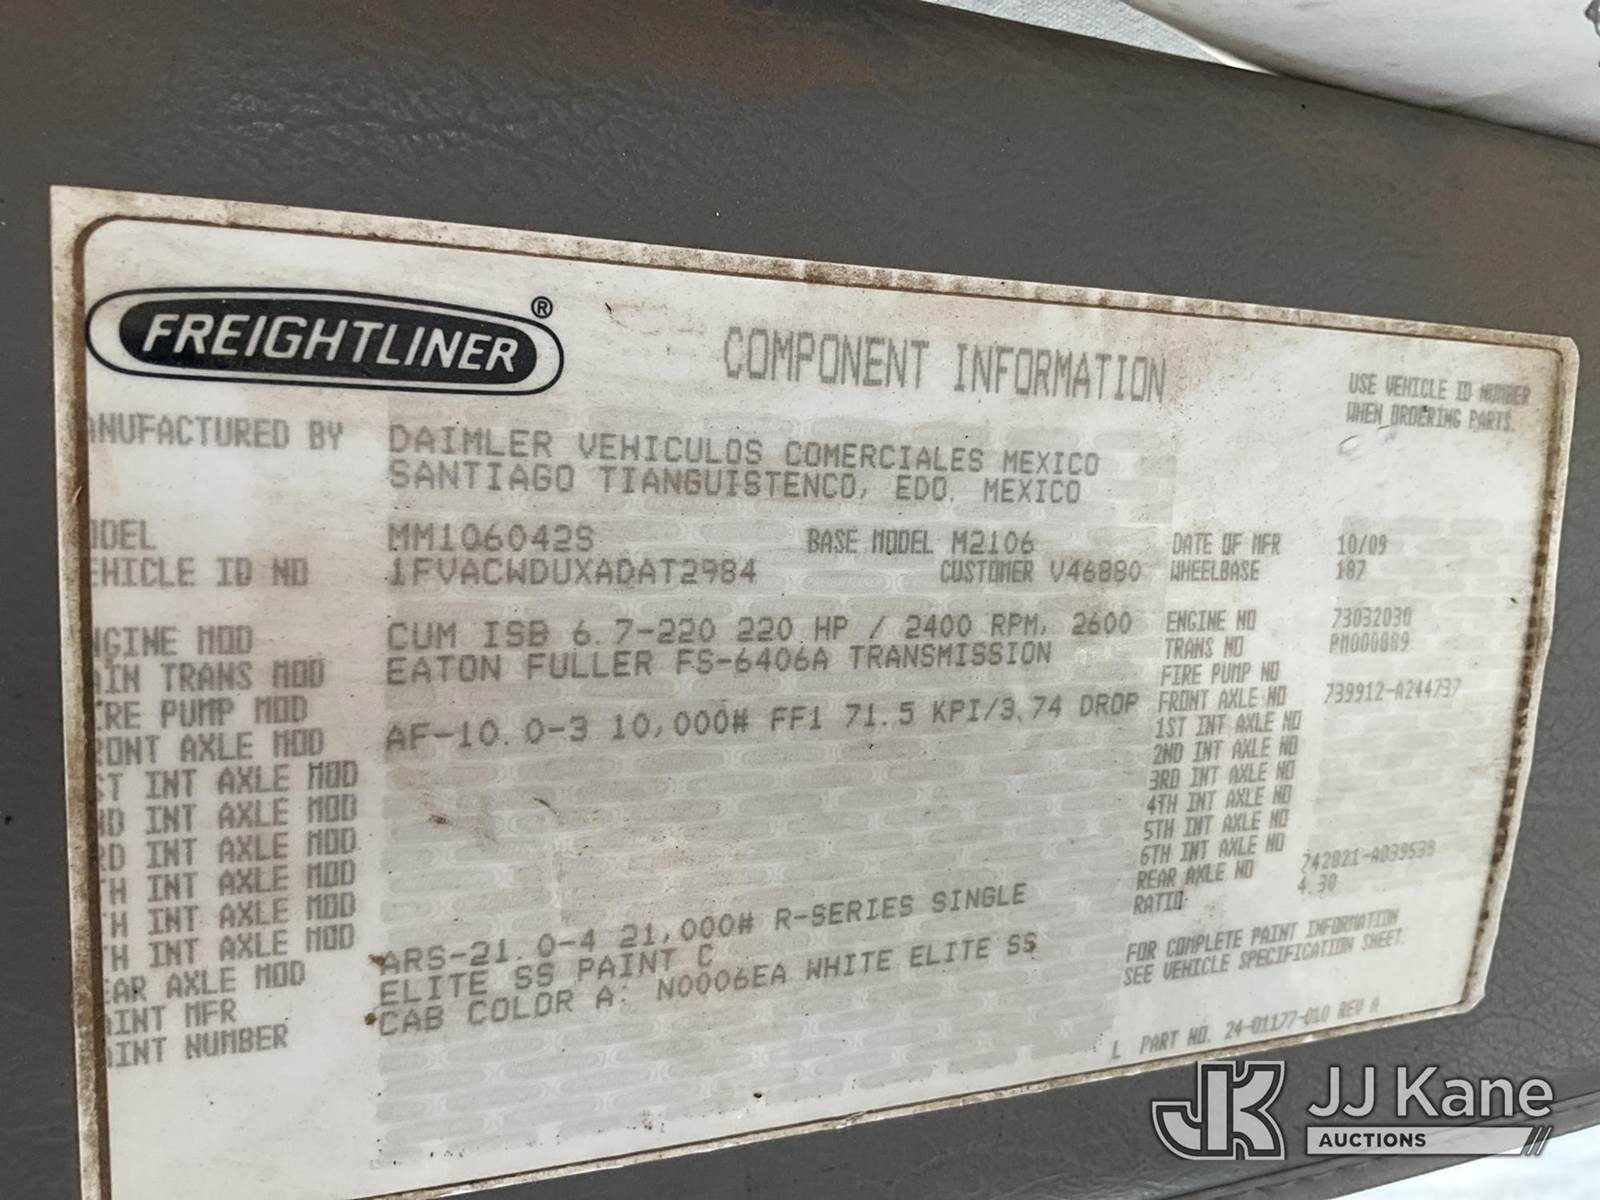 FREIGHTLINER®
COMPONENT INFORMATION
USE VEHICLE ID NUMBER
WHEN ORDERING PARTS.
ANUFACTURED BY DAIMLER VEHICULOS COMERCIALES MEXICO
SANTIAGO TIANGUISTENCO, EDO. MEXICO
ODEL MM106042S BASE MODEL M2106 DATE OF MFR 10/09
EHICLE ID NO 1FVACWDUXADAT2984 CUSTOMER V46880 WHEELBASE 187
NGINE MOD CUM ISB 6.7-220 220 HP / 2400 RPM, 2600 ENGINE NO 73032030
AIN TRANS MOD EATON FULLER FS-6406A TRANSMISSION TRANS NO PM000889
IRE PUMP MOD FIRE PUMP NO
RONT AXLE MOD AF-10.0-3 10,000# FF1 71.5 KPI/3.74 DROP FRONT AXLE NO 739912-A244737
ST INT AXLE MOD 1ST INT AXLE NO
ND INT AXLE MOD 2ND INT AXLE NO
RD INT AXLE MOD 3RD INT AXLE NO
TH INT AXLE MOD 4TH INT AXLE NO
TH INT AXLE MOD 5TH INT AXLE NO
TH INT AXLE MOD 6TH INT AXLE NO
EAR AXLE MOD ARS-21.0-4 21,000# R-SERIES SINGLE REAR AXLE NO 742021-A039538
RATIO 4.30
AINT MFR ELITE SS PAINT C
AINT NUMBER CAB COLOR A: N0006EA WHITE ELITE SS
FOR COMPLETE PAINT INFORMATION
SEE VEHICLE SPECIFICATION SHEET.
L PART NO. 24-01177-010 REV A
JK JJ Kane
AUCTIONS